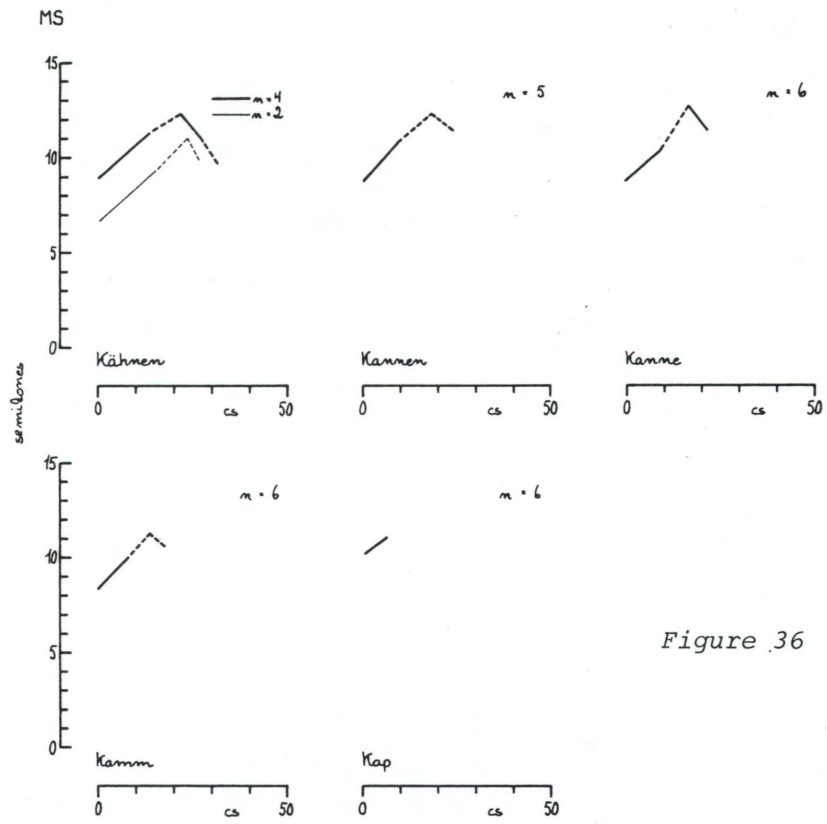 MS
15
10
5
0
semitones
n = 4
n = 2
Kähnen
0 50
cs
n = 5
Kannen
0 50
cs
n = 6
Kanne
0 50
cs
15
10
5
0
n = 6
Kamm
0 50
cs
n = 6
Kap
0 50
cs
Figure 36